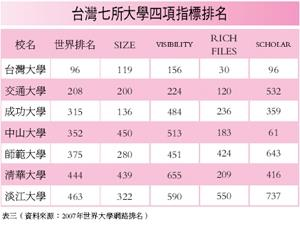 台灣七所大學四項指標排名
校名 世界排名 SIZE VISIBILITY RICH FILES SCHOLAR
台灣大學 96 119 156 30 96
交通大學 208 200 224 120 532
成功大學 315 136 484 236 359
中山大學 352 450 513 183 61
師範大學 375 280 451 424 643
清華大學 444 439 655 209 416
淡江大學 463 322 590 550 737
表三（資料來源：2007年世界大學網路排名）